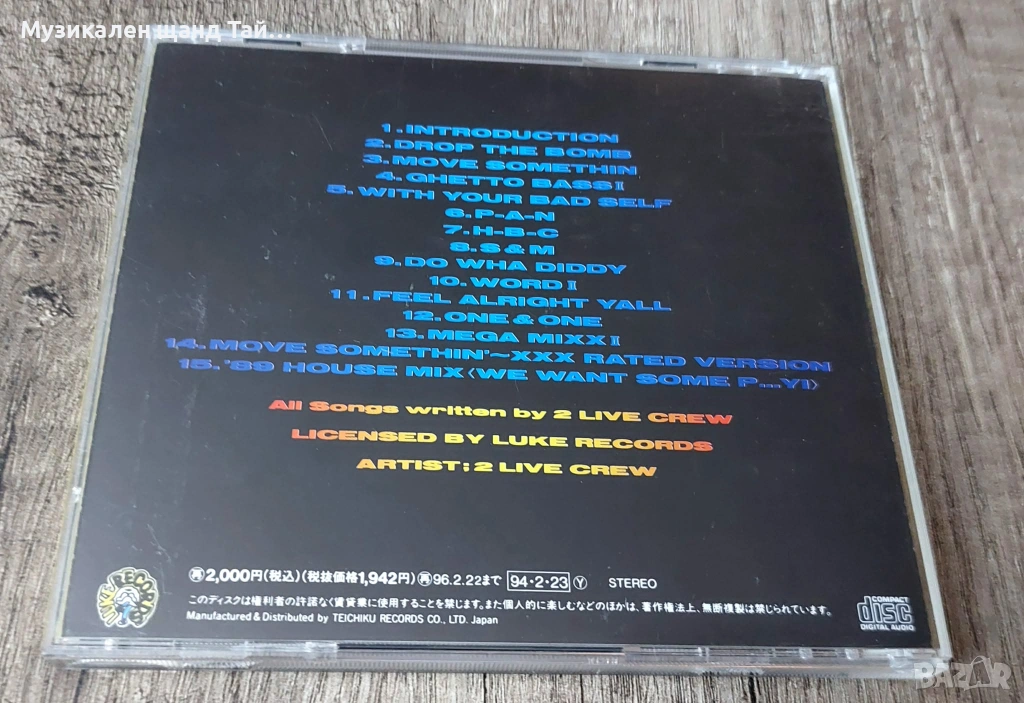 Музикален щанд Тай...
1. INTRODUCTION
2. DROP THE BOMB
3. MOVE SOMETHIN
4. GHETTO BASS II
5. WITH YOUR BAD SELF
6. P-A-N
7. H-B-C
8. S & M
9. DO WHA DIDDY
10. WORD II
11. FEEL ALRIGHT YALL
12. ONE & ONE
13. MEGA MIXX II
14. MOVE SOMETHIN'~XXX RATED VERSION
15. '89 HOUSE MIX〈WE WANT SOME P...Y!〉
All Songs written by 2 LIVE CREW
LICENSED BY LUKE RECORDS
ARTIST ; 2 LIVE CREW
㊢2,000円(税込)(税抜価格1,942円)㊢96.2.22まで 94・2・23 Ⓨ STEREO
このディスクは権利者の許諾なく賃貸業に使用することを禁じます。また個人的に楽しむなどのほかは、著作権法上、無断複製は禁じられています。
Manufactured & Distributed by TEICHIKU RECORDS CO., LTD. Japan
LUKE RECORDS
COMPACT
disc
DIGITAL AUDIO
BAZAR